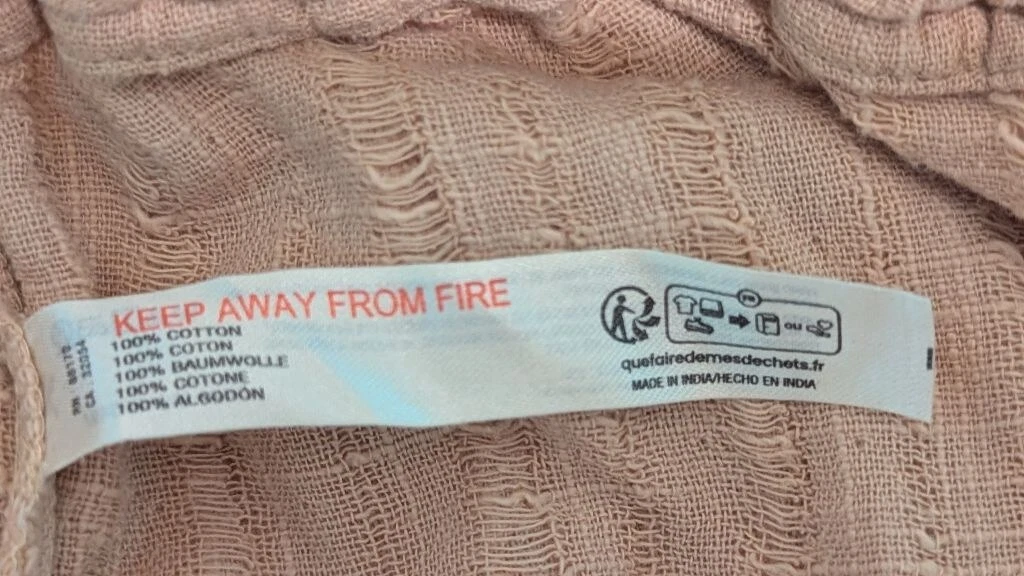 KEEP AWAY FROM FIRE
100% COTTON
100% COTON
100% BAUMWOLLE
100% COTONE
100% ALGODÓN
FR
OU
quefairedemesdechets.fr
MADE IN INDIA/HECHO EN INDIA